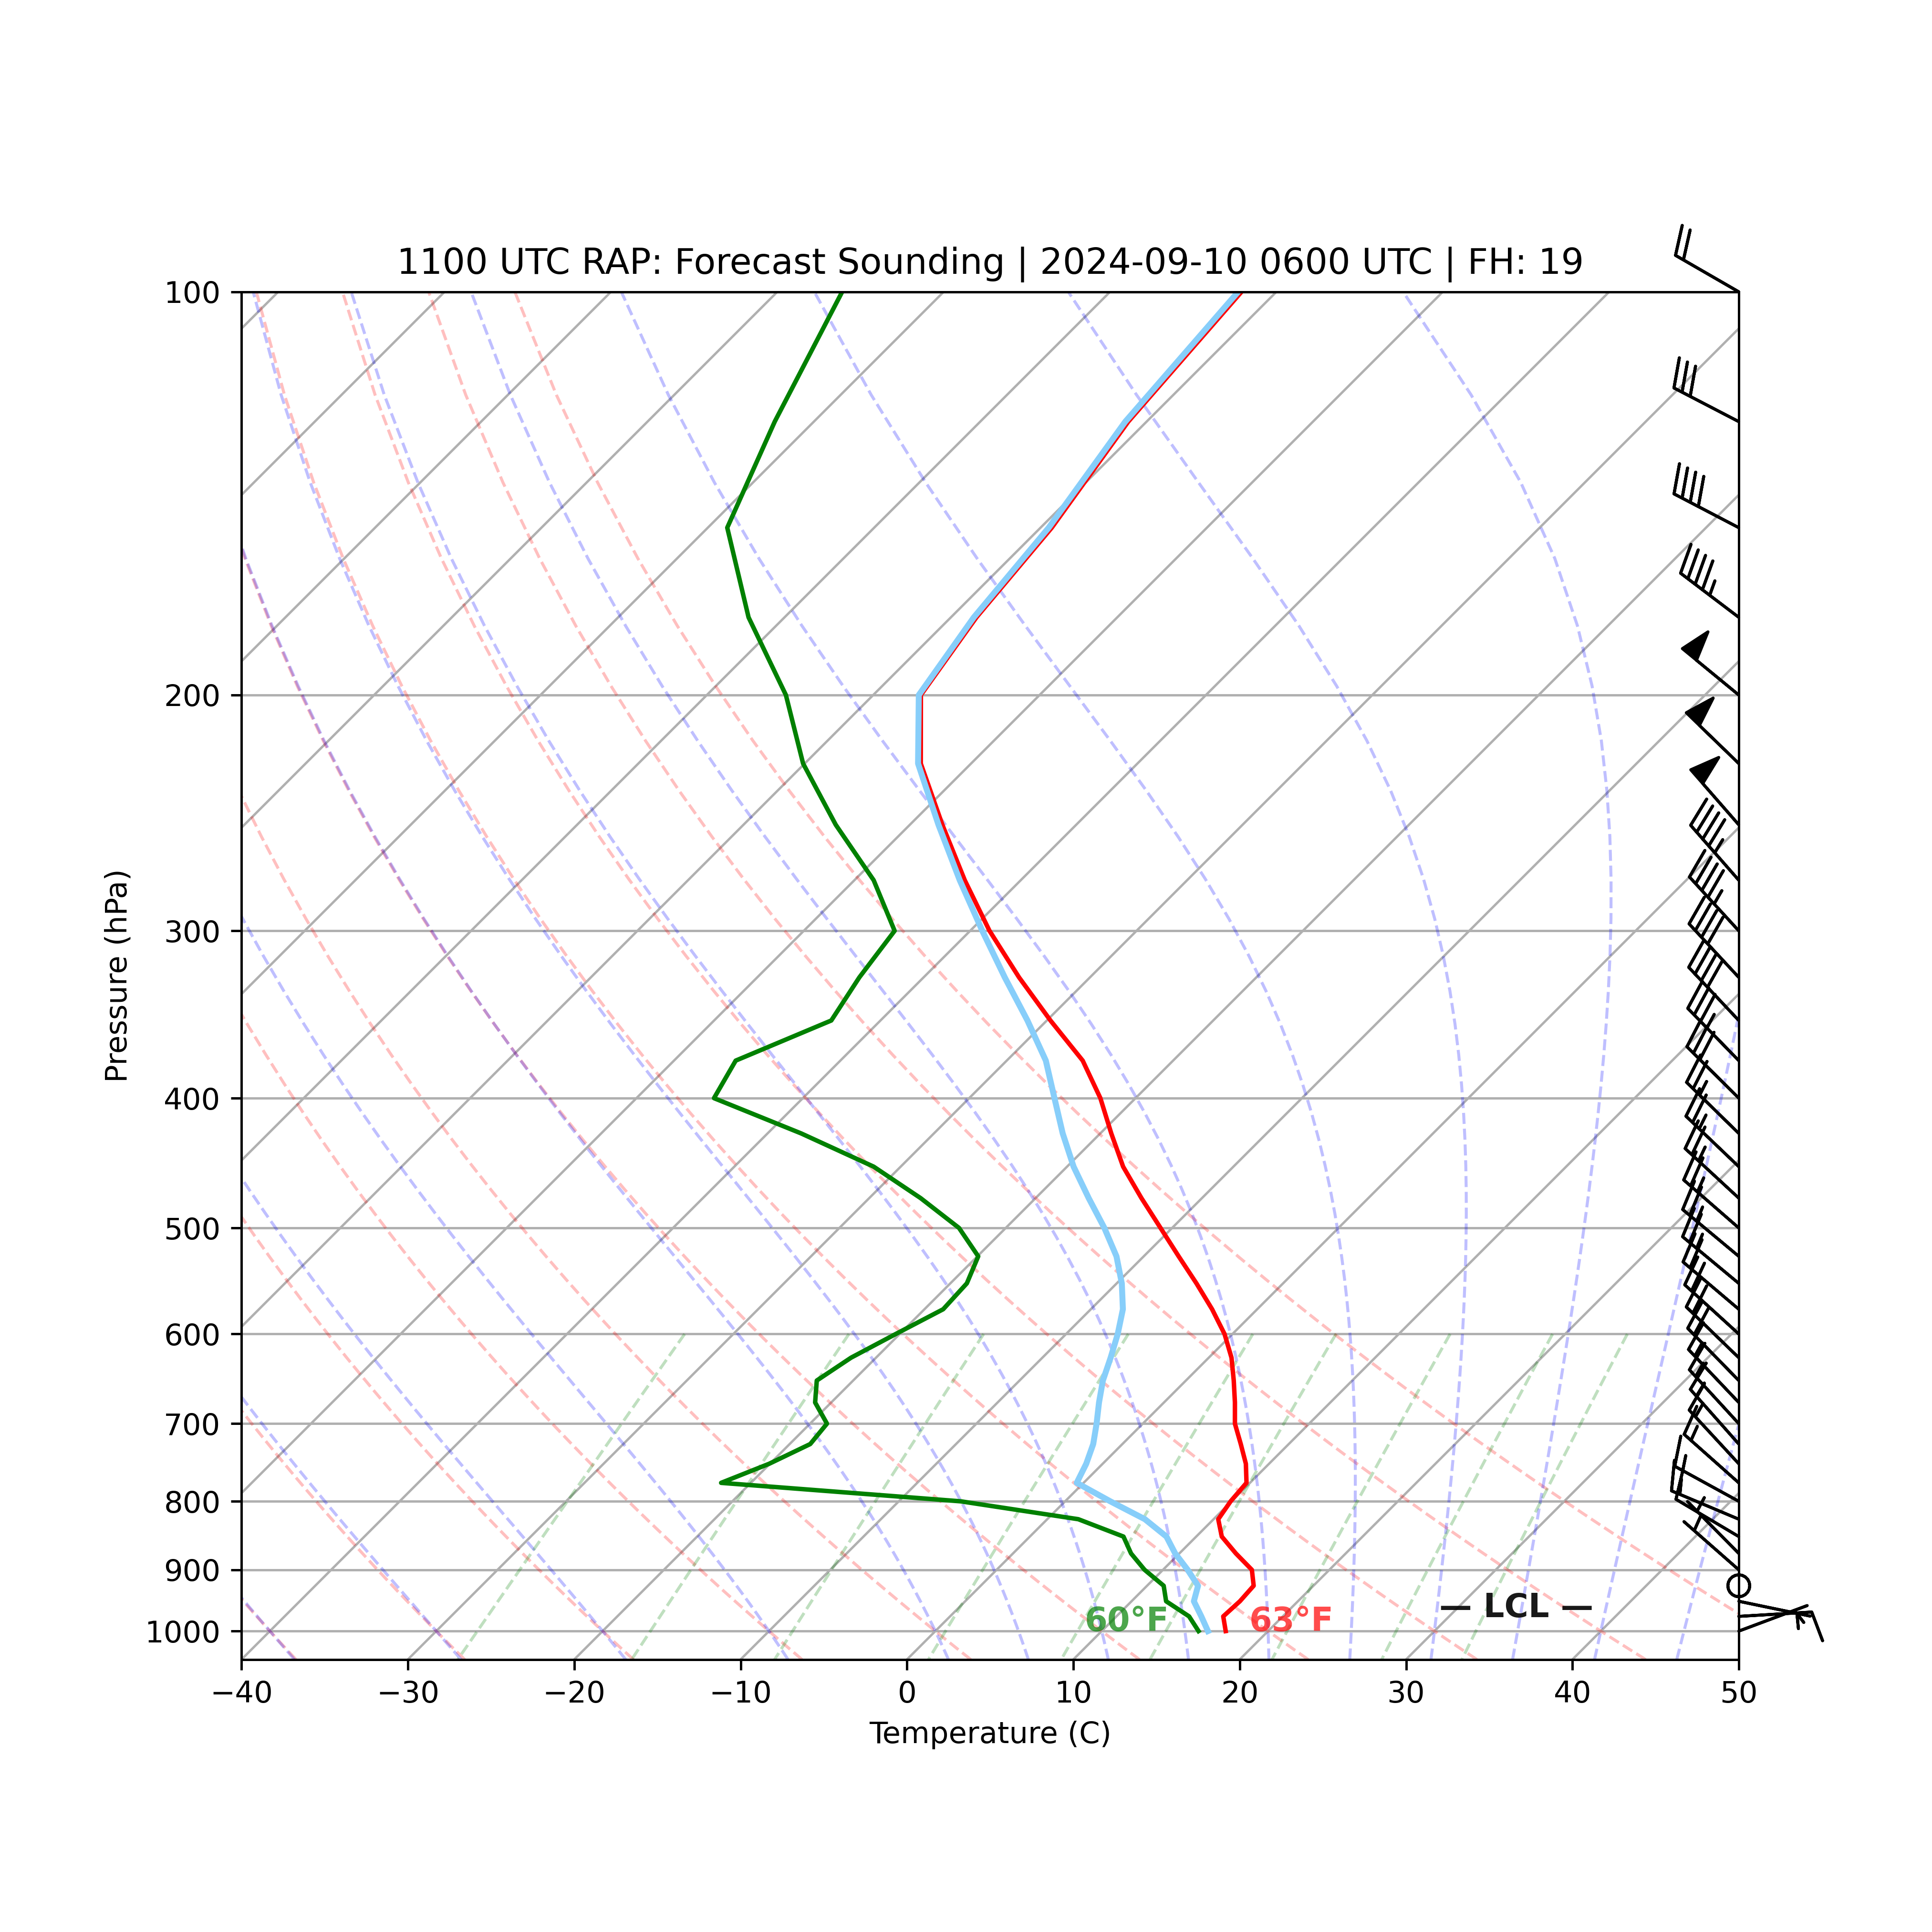 1100 UTC RAP: Forecast Sounding | 2024-09-10 0600 UTC | FH: 19
100
200
300
400
500
600
700
800
900
1000
Pressure (hPa)
60°F
63°F
— LCL —
−40 −30 −20 −10 0 10 20 30 40 50
Temperature (C)